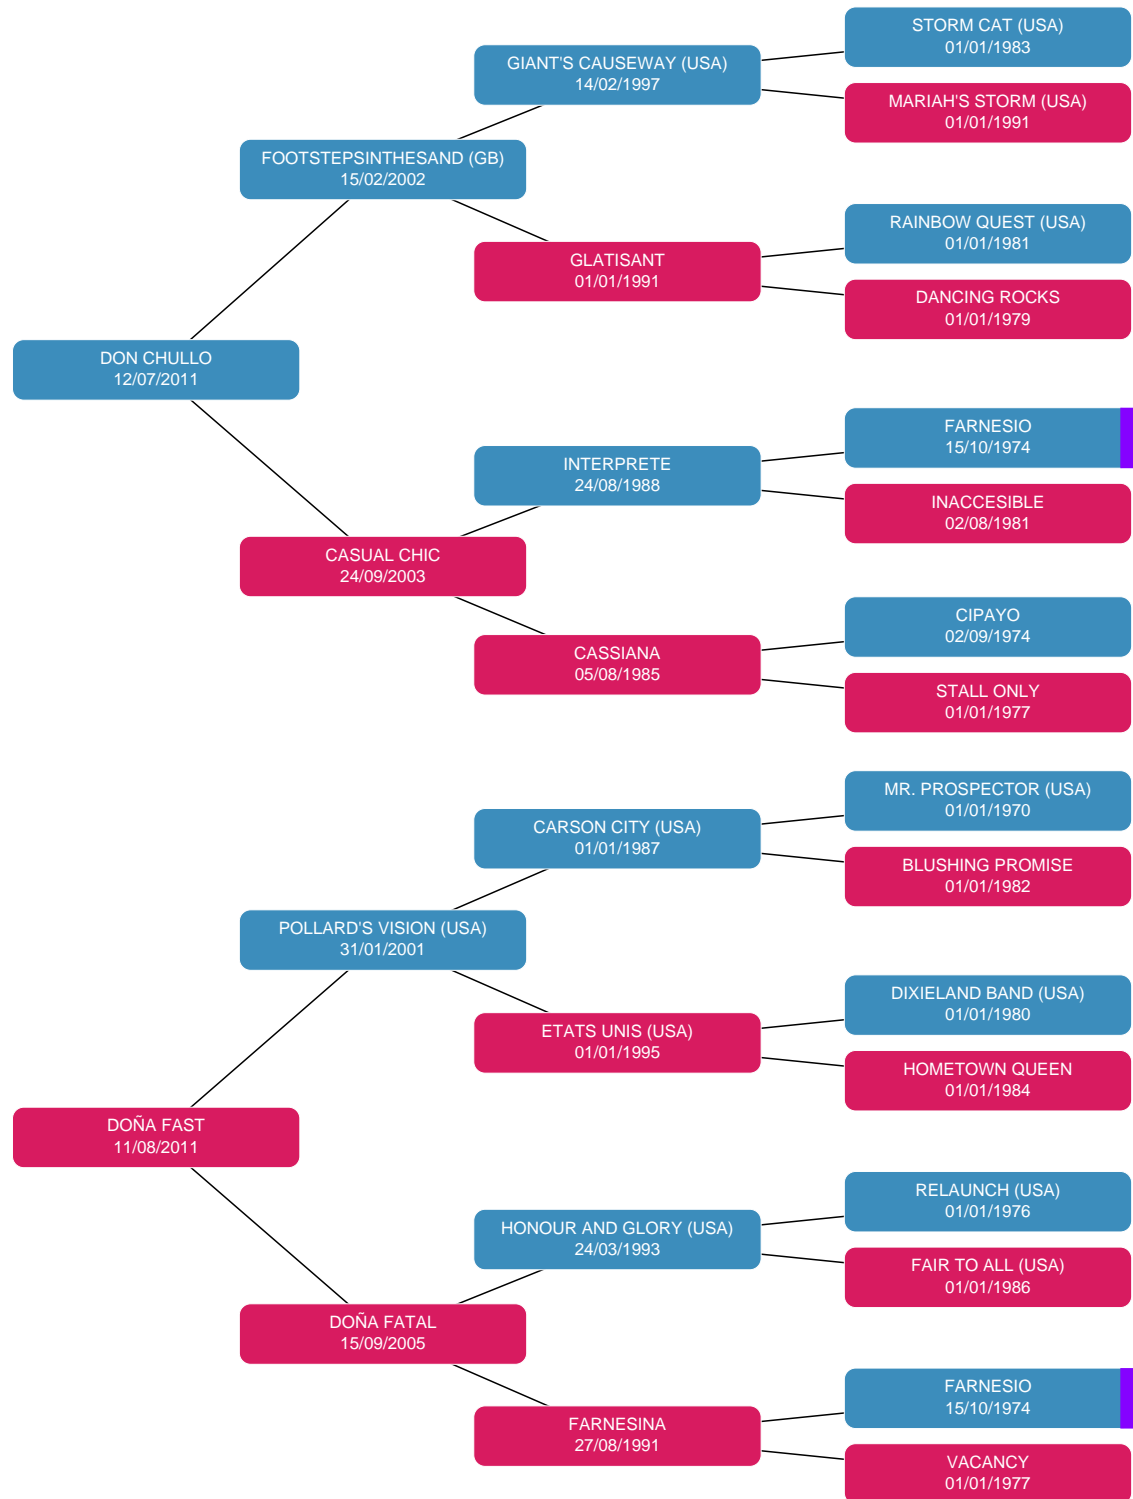 STORM CAT (USA)
01/01/1983
GIANT'S CAUSEWAY (USA)
14/02/1997
MARIAH'S STORM (USA)
01/01/1991
FOOTSTEPSINTHESAND (GB)
15/02/2002
RAINBOW QUEST (USA)
01/01/1981
GLATISANT
01/01/1991
DANCING ROCKS
01/01/1979
DON CHULLO
12/07/2011
FARNESIO
15/10/1974
INTERPRETE
24/08/1988
INACCESIBLE
02/08/1981
CASUAL CHIC
24/09/2003
CIPAYO
02/09/1974
CASSIANA
05/08/1985
STALL ONLY
01/01/1977
MR. PROSPECTOR (USA)
01/01/1970
CARSON CITY (USA)
01/01/1987
BLUSHING PROMISE
01/01/1982
POLLARD'S VISION (USA)
31/01/2001
DIXIELAND BAND (USA)
01/01/1980
ETATS UNIS (USA)
01/01/1995
HOMETOWN QUEEN
01/01/1984
DOÑA FAST
11/08/2011
RELAUNCH (USA)
01/01/1976
HONOUR AND GLORY (USA)
24/03/1993
FAIR TO ALL (USA)
01/01/1986
DOÑA FATAL
15/09/2005
FARNESIO
15/10/1974
FARNESINA
27/08/1991
VACANCY
01/01/1977